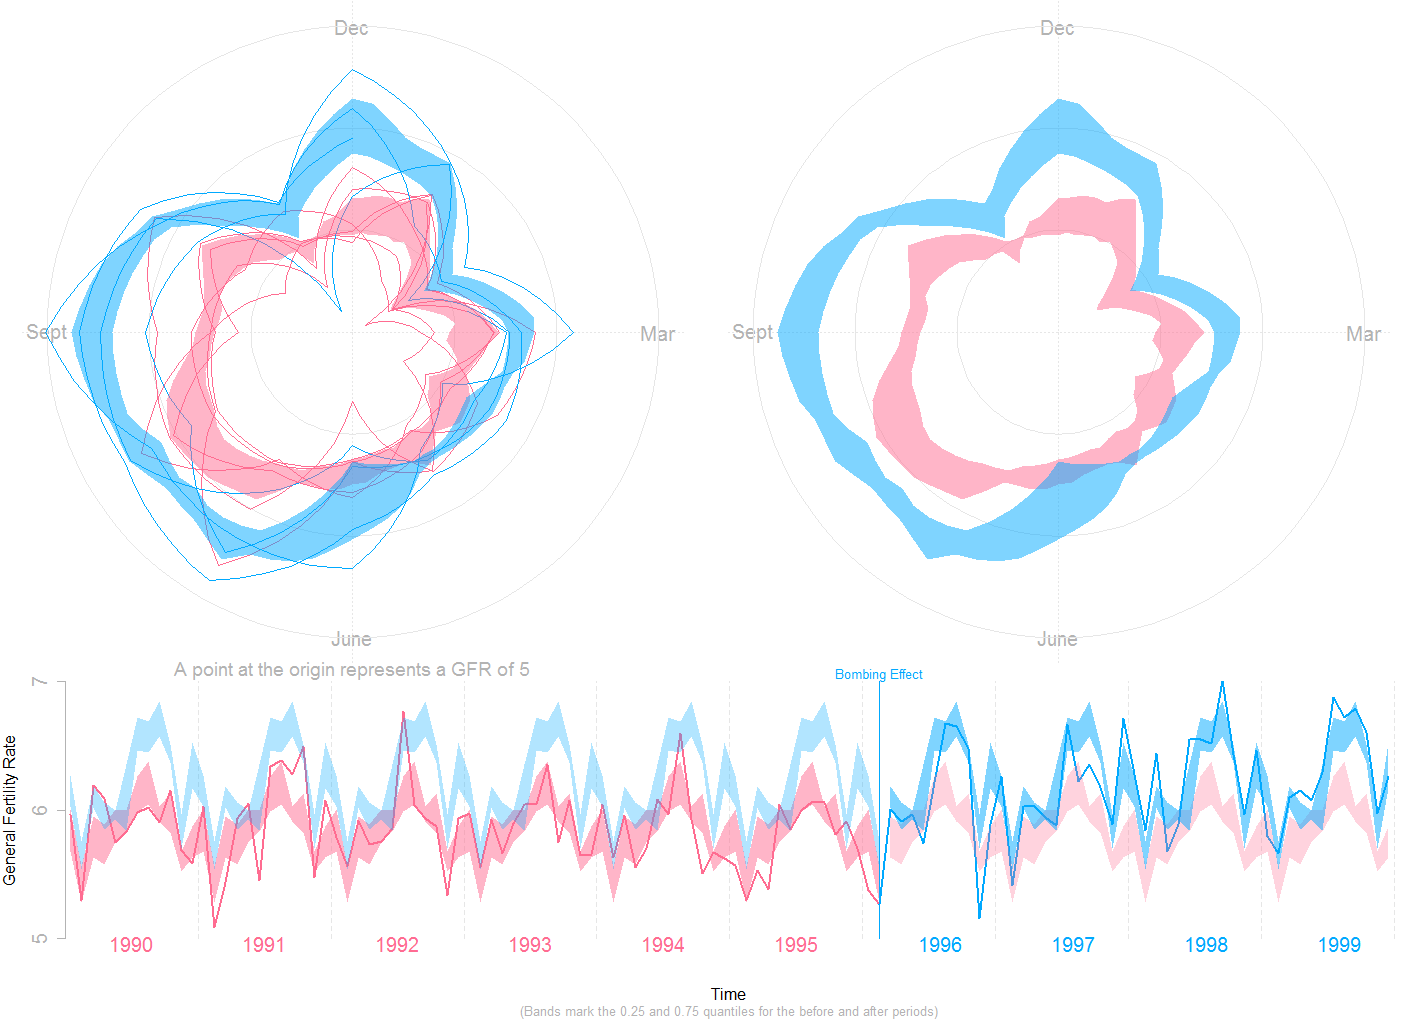 Dec
Dec
Sept
Mar
Sept
Mar
June
June
A point at the origin represents a GFR of 5
Bombing Effect
7
6
5
General Fertility Rate
1990 1991 1992 1993 1994 1995 1996 1997 1998 1999
Time
(Bands mark the 0.25 and 0.75 quantiles for the before and after periods)